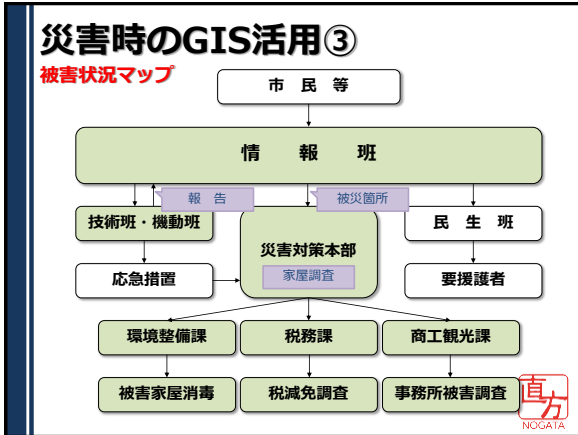 災害時のGIS活用③
被害状況マップ
市 民 等
情 報 班
報 告
被災箇所
技術班・機動班
民 生 班
災害対策本部
応急措置
家屋調査
要援護者
環境整備課
税務課
商工観光課
被害家屋消毒
税減免調査
事務所被害調査
直方
NOGATA